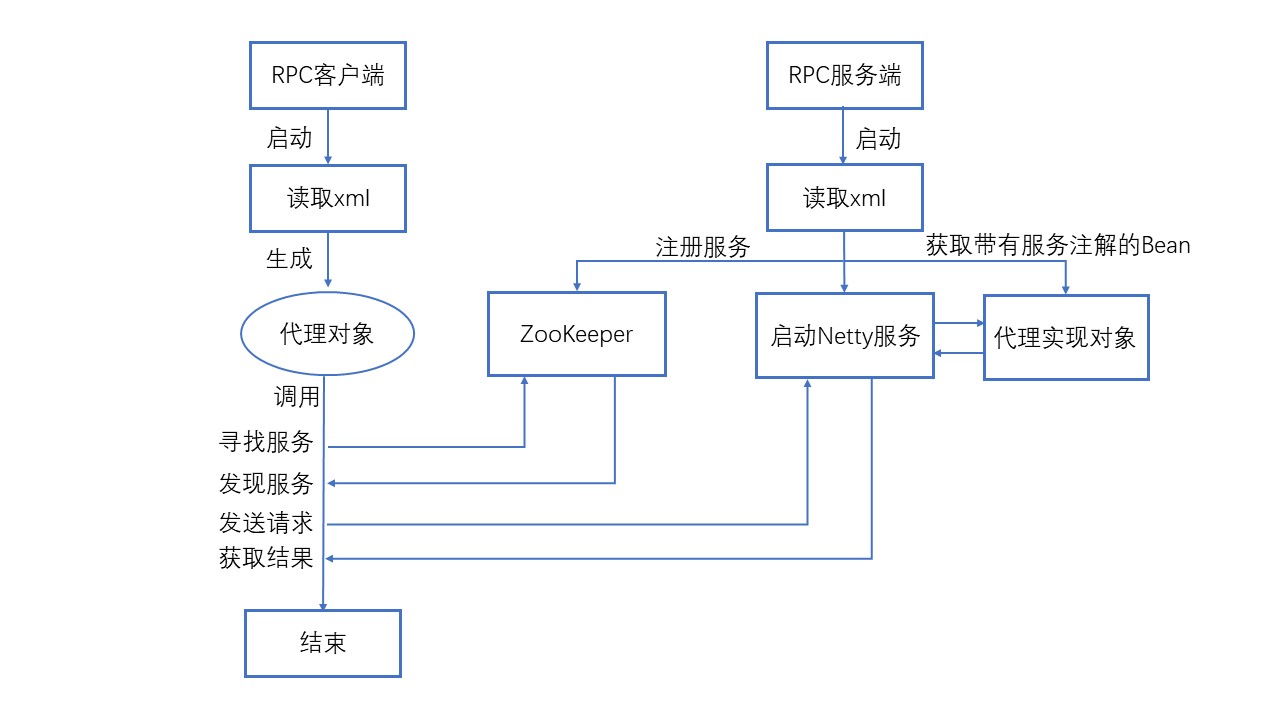 RPC客户端
RPC服务端
启动
启动
读取xml
读取xml
生成
注册服务
获取带有服务注解的Bean
代理对象
ZooKeeper
启动Netty服务
代理实现对象
调用
寻找服务
发现服务
发送请求
获取结果
结束